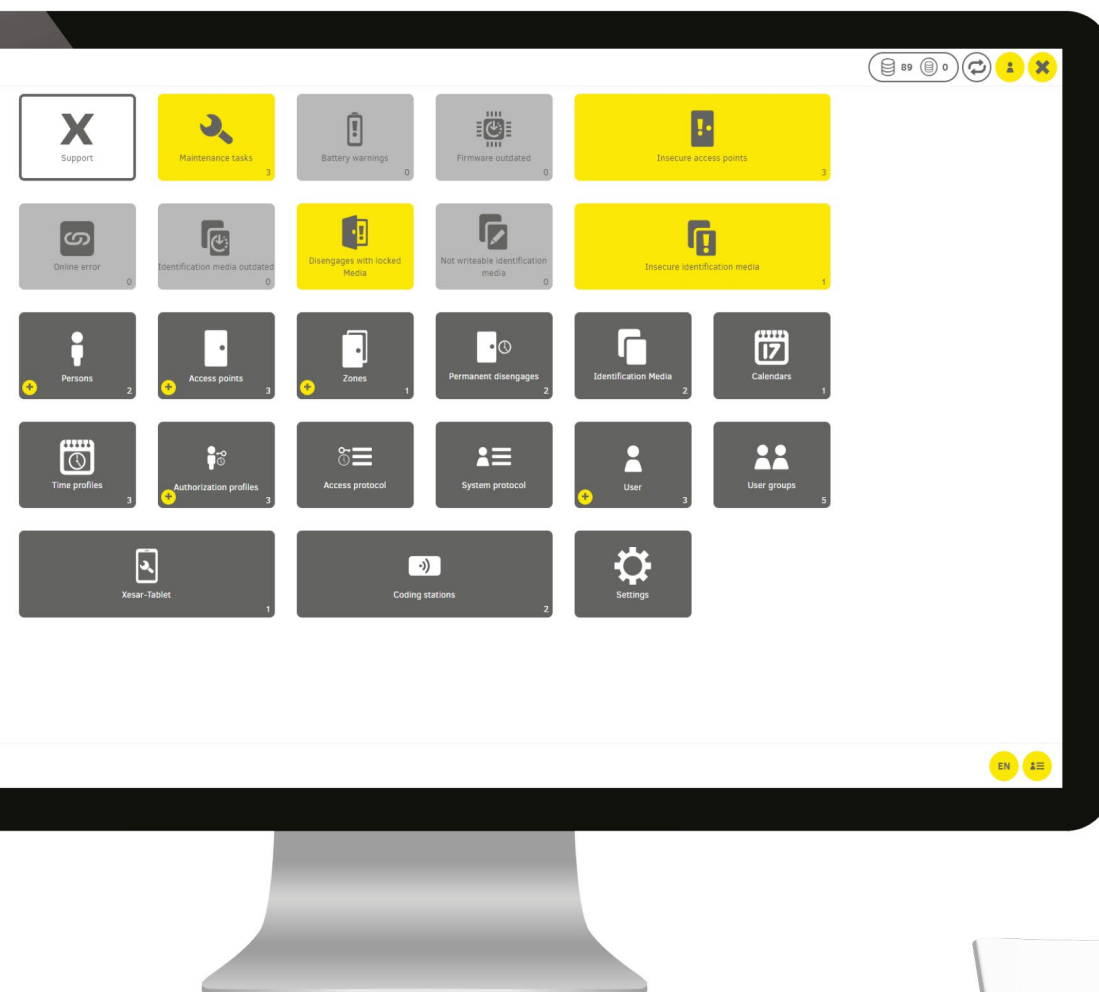 89 0
X
Support
Maintenance tasks
3
Battery warnings
0
Firmware outdated
0
Insecure access points
3
Online error
0
Identification media outdated
0
Disengages with locked
Media
Not writeable identification
media
0
Insecure identification media
1
Persons
2
Access points
3
Zones
1
Permanent disengages
2
Identification Media
2
17
Calendars
1
Time profiles
3
Authorization profiles
3
Access protocol
System protocol
User
3
User groups
5
Xesar-Tablet
1
Coding stations
2
Settings
EN